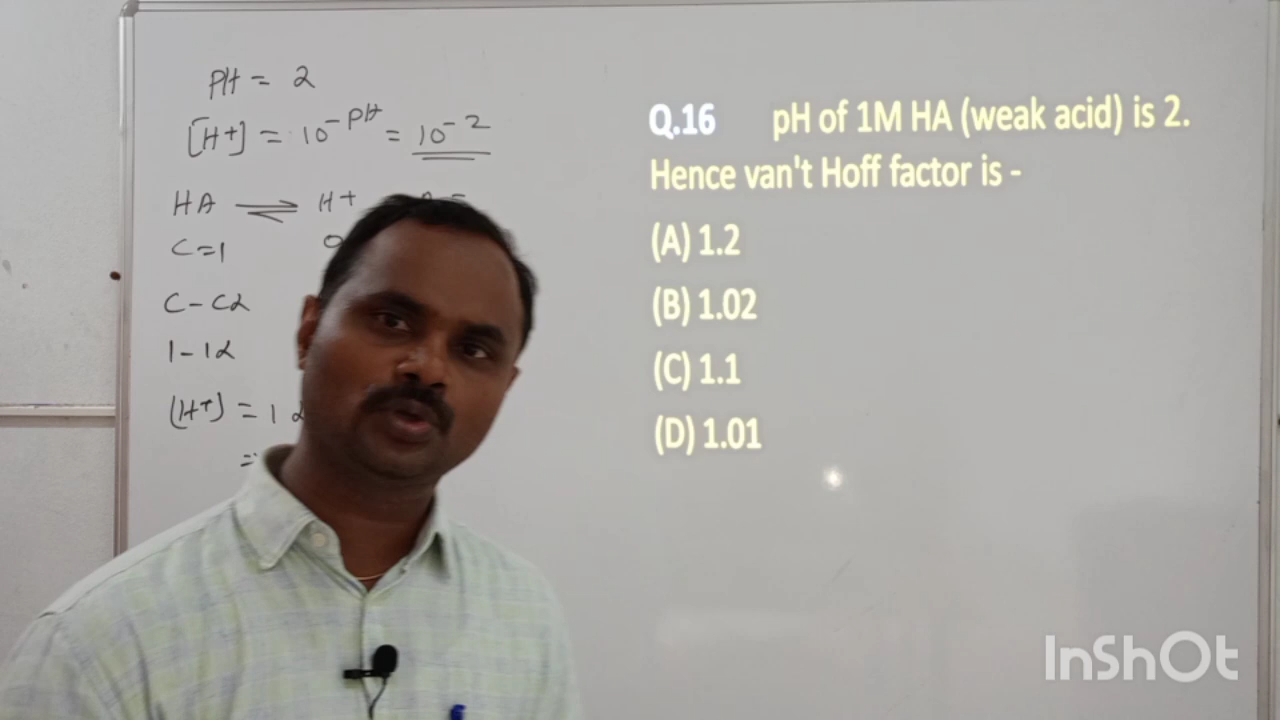 PH = 2
[H+] = 10⁻ᴾᴴ = 10⁻²
HA ⇌ H+
C=1 0
C-Cα
1-1α
(H+) = 1α
=
Q.16 pH of 1M HA (weak acid) is 2.
Hence van't Hoff factor is -
(A) 1.2
(B) 1.02
(C) 1.1
(D) 1.01
InShOt